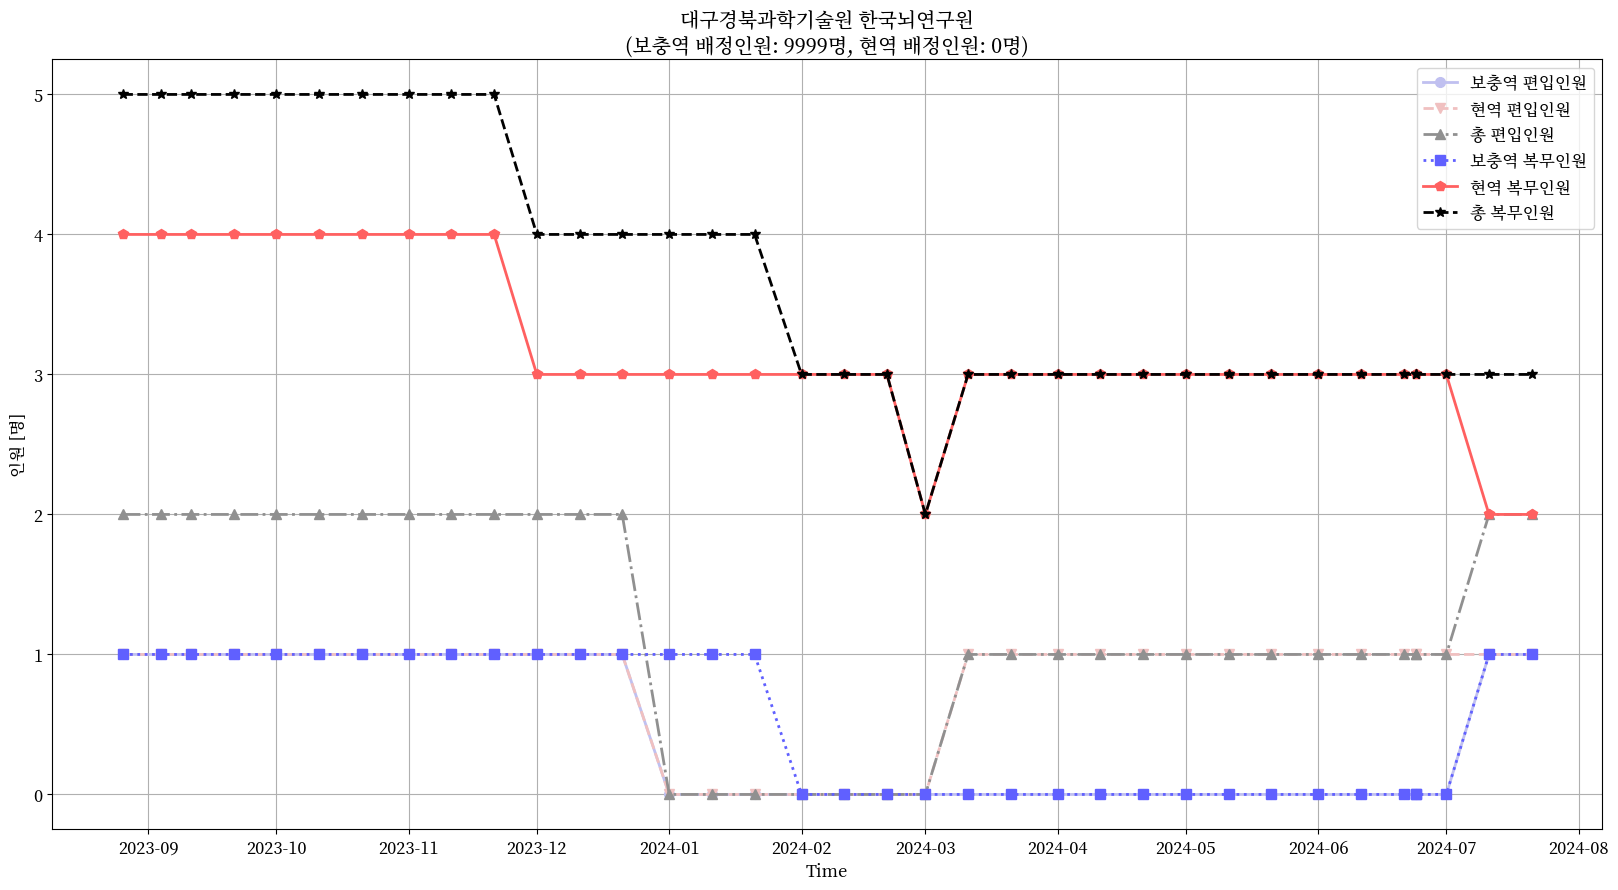 대구경북과학기술원 한국뇌연구원
(보충역 배정인원: 9999명, 현역 배정인원: 0명)
보충역 편입인원
현역 편입인원
총 편입인원
보충역 복무인원
현역 복무인원
총 복무인원
인원 [명]
5
4
3
2
1
0
2023-09
2023-10
2023-11
2023-12
2024-01
2024-02
2024-03
2024-04
2024-05
2024-06
2024-07
2024-08
Time